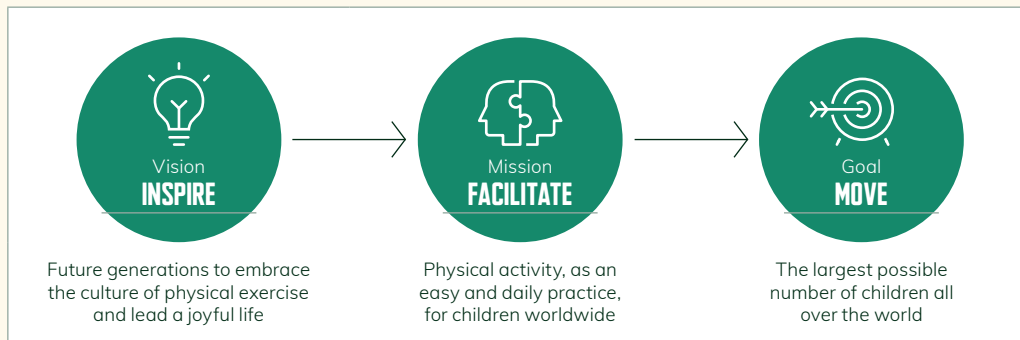 Vision
INSPIRE
Future generations to embrace
the culture of physical exercise
and lead a joyful life
Mission
FACILITATE
Physical activity, as an
easy and daily practice,
for children worldwide
Goal
MOVE
The largest possible
number of children all
over the world